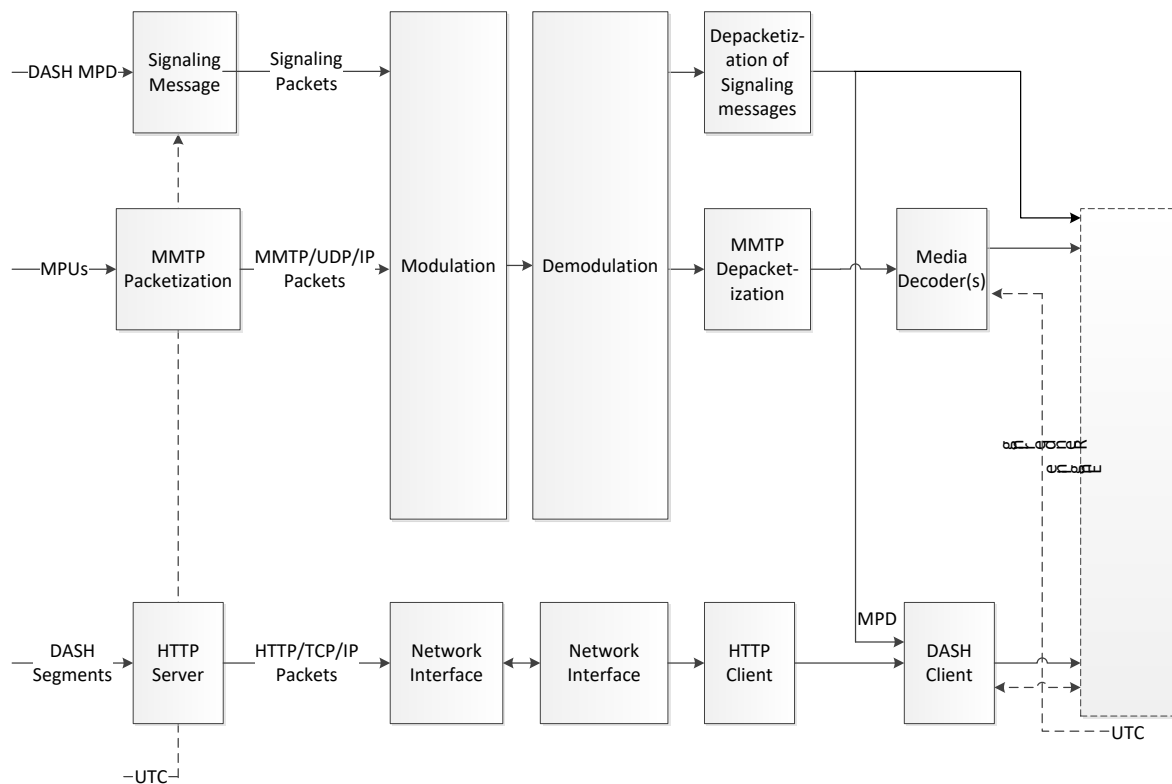 DASH MPD
Signaling
Message
Signaling
Packets
Depacketiz-
ation of
Signaling
messages
MPUs
MMTP
Packetization
MMTP/UDP/IP
Packets
Modulation
Demodulation
MMTP
Depacket-
ization
Media
Decoder(s)
MPD
DASH
Segments
HTTP
Server
HTTP/TCP/IP
Packets
Network
Interface
Network
Interface
HTTP
Client
DASH
Client
UTC
UTC